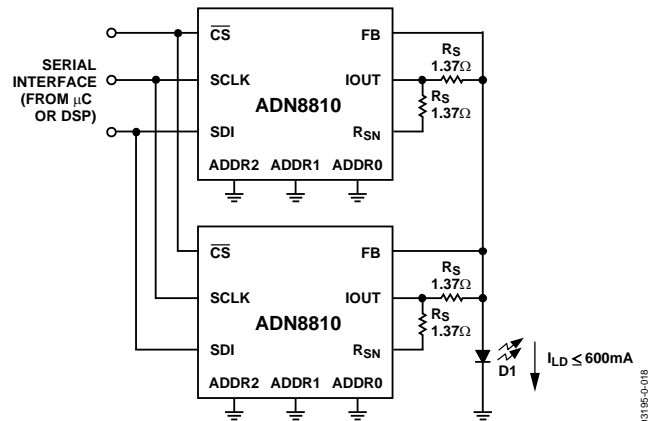 SERIAL
INTERFACE
(FROM μC
OR DSP)
CS
SCLK
SDI
FB
IOUT
RSN
ADN8810
ADDR2 ADDR1 ADDR0
RS
1.37Ω
RS
1.37Ω
CS
SCLK
SDI
FB
IOUT
RSN
ADN8810
ADDR2 ADDR1 ADDR0
RS
1.37Ω
RS
1.37Ω
D1
ILD ≤ 600mA
03195-0-018